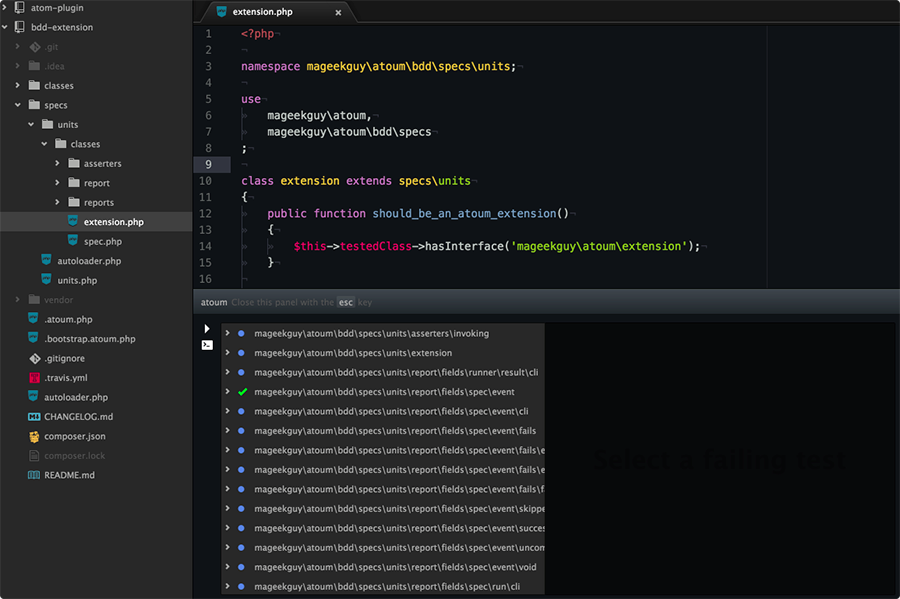 atom-plugin
bdd-extension
.git
.idea
classes
specs
units
classes
asserters
report
reports
extension.php
spec.php
autoloader.php
units.php
vendor
.atoum.php
.bootstrap.atoum.php
.gitignore
.travis.yml
autoloader.php
CHANGELOG.md
composer.json
composer.lock
README.md
extension.php ×
1 <?php¬
2 ¬
3 namespace mageekguy\atoum\bdd\specs\units;¬
4 ¬
5 use¬
6 » mageekguy\atoum,¬
7 » mageekguy\atoum\bdd\specs¬
8 ;¬
9 ¬
10 class extension extends specs\units¬
11 {¬
12 » public function should_be_an_atoum_extension()¬
13 » {¬
14 » » $this->testedClass->hasInterface('mageekguy\atoum\extension');¬
15 » }¬
16 ¬
atoum Close this panel with the esc key
mageekguy\atoum\bdd\specs\units\asserters\invoking
mageekguy\atoum\bdd\specs\units\extension
mageekguy\atoum\bdd\specs\units\report\fields\runner\result\cli
mageekguy\atoum\bdd\specs\units\report\fields\spec\event
mageekguy\atoum\bdd\specs\units\report\fields\spec\event\cli
mageekguy\atoum\bdd\specs\units\report\fields\spec\event\fails
mageekguy\atoum\bdd\specs\units\report\fields\spec\event\fails\e
mageekguy\atoum\bdd\specs\units\report\fields\spec\event\fails\e
mageekguy\atoum\bdd\specs\units\report\fields\spec\event\fails\f
mageekguy\atoum\bdd\specs\units\report\fields\spec\event\skippe
mageekguy\atoum\bdd\specs\units\report\fields\spec\event\succes
mageekguy\atoum\bdd\specs\units\report\fields\spec\event\uncom
mageekguy\atoum\bdd\specs\units\report\fields\spec\event\void
mageekguy\atoum\bdd\specs\units\report\fields\spec\run\cli
Select a failing test